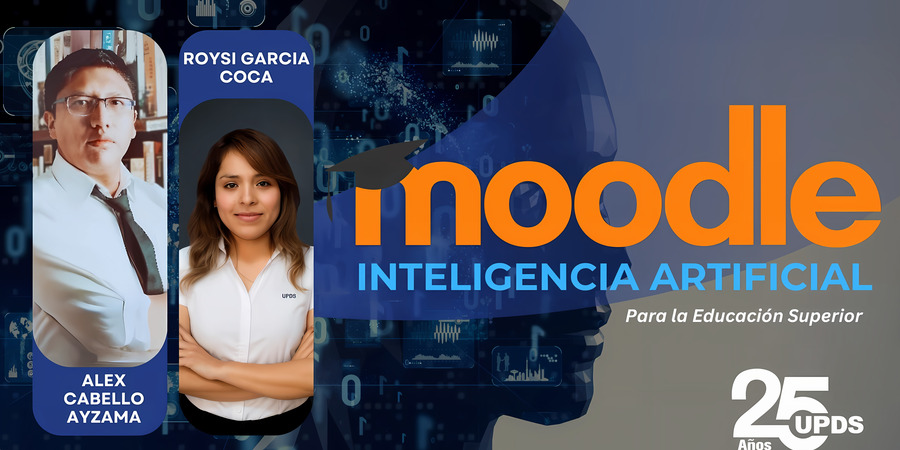 ALEX
CABELLO
AYZAMA
ROYSI GARCIA
COCA
UPDS
moodle
INTELIGENCIA ARTIFICIAL
Para la Educación Superior
25
Años
UPDS